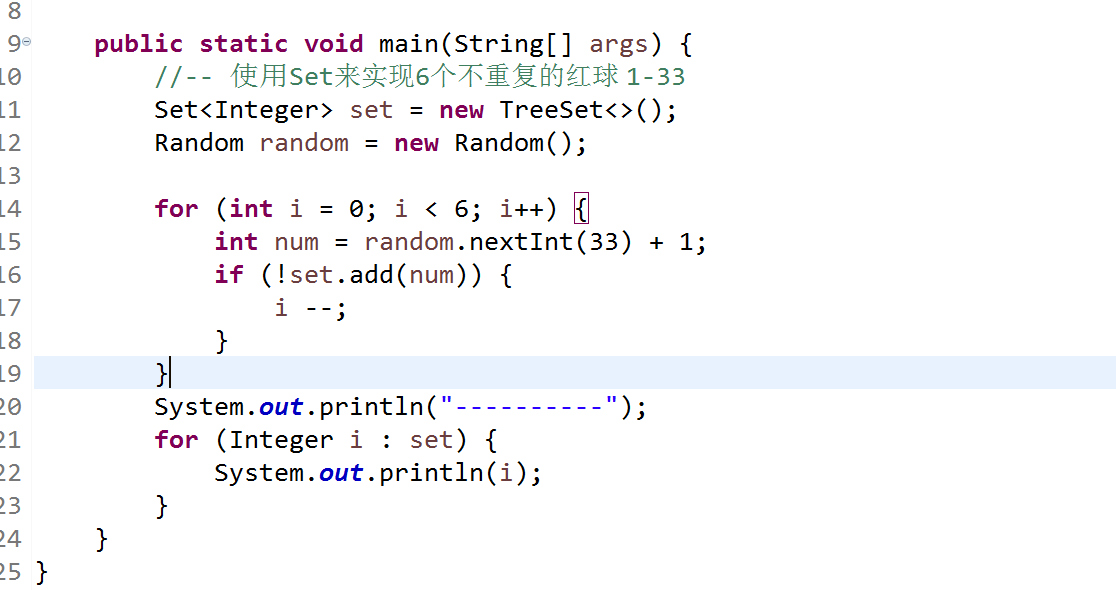 8
9 public static void main(String[] args) {
10 //-- 使用Set来实现6个不重复的红球 1-33
11 Set<Integer> set = new TreeSet<>();
12 Random random = new Random();
13
14 for (int i = 0; i < 6; i++) {
15 int num = random.nextInt(33) + 1;
16 if (!set.add(num)) {
17 i --;
18 }
19 }
20 System.out.println("----------");
21 for (Integer i : set) {
22 System.out.println(i);
23 }
24 }
25 }